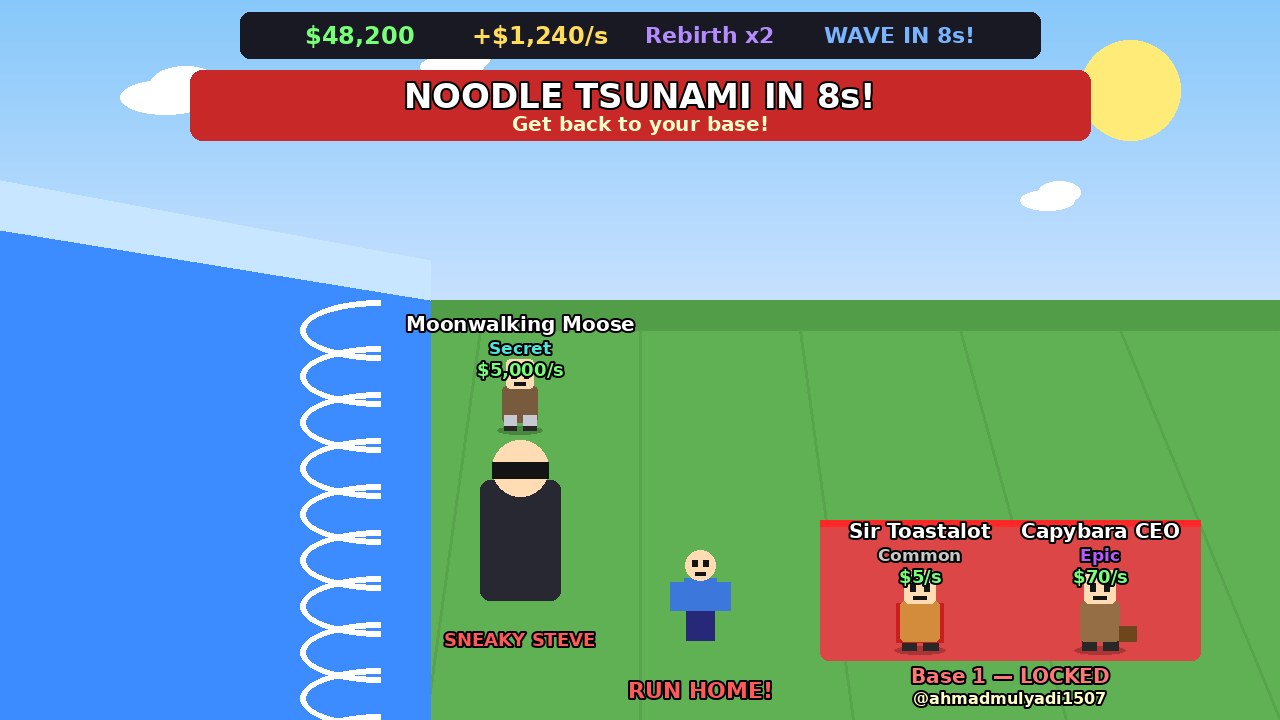 $48,200 +$1,240/s Rebirth x2 WAVE IN 8s!
NOODLE TSUNAMI IN 8s!
Get back to your base!
Moonwalking Moose
Secret
$5,000/s
SNEAKY STEVE
RUN HOME!
Sir Toastalot
Common
$5/s
Capybara CEO
Epic
$70/s
Base 1 — LOCKED
@ahmadmulyadi1507